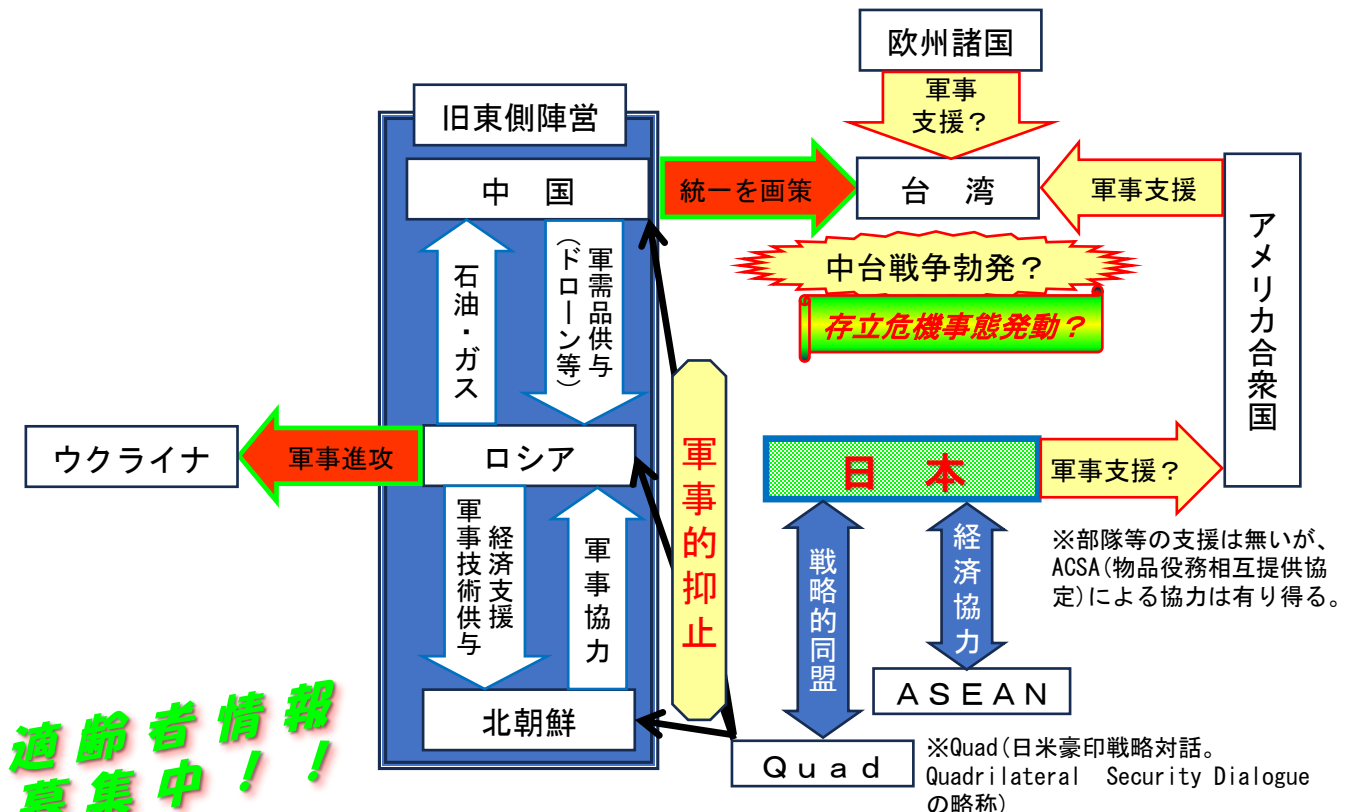 欧州諸国
軍事
支援？
旧東側陣営
中　国
統一を画策
台　湾
軍事支援
アメリカ合衆国
中台戦争勃発？
存立危機事態発動？
石油・ガス
軍需品供与
（ドローン等）
軍事的抑止
ウクライナ
軍事進攻
ロシア
日　本
軍事支援？
※部隊等の支援は無いが、
ACSA(物品役務相互提供協
定)による協力は有り得る。
経済支援
軍事技術供与
軍事協力
戦略的同盟
経済協力
ＡＳＥＡＮ
北朝鮮
Ｑｕａｄ
※Quad(日米豪印戦略対話。
Quadrilateral　Security Dialogue
の略称)
適齢者情報
募集中！！